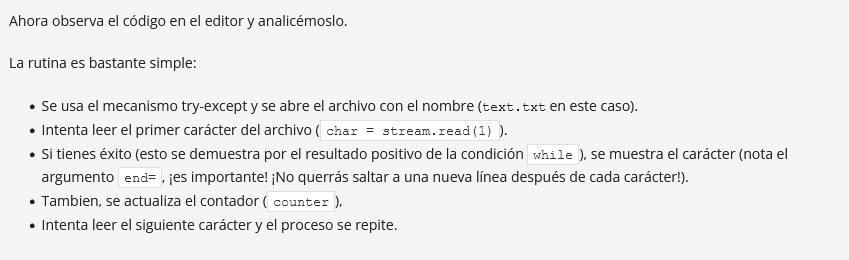 Ahora observa el código en el editor y analicémoslo.
La rutina es bastante simple:
• Se usa el mecanismo try-except y se abre el archivo con el nombre (text.txt en este caso).
• Intenta leer el primer carácter del archivo ( char = stream.read(1) ).
• Si tienes éxito (esto se demuestra por el resultado positivo de la condición while ), se muestra el carácter (nota el
argumento end= , ¡es importante! ¡No querrás saltar a una nueva línea después de cada carácter!).
• Tambien, se actualiza el contador ( counter ),
• Intenta leer el siguiente carácter y el proceso se repite.